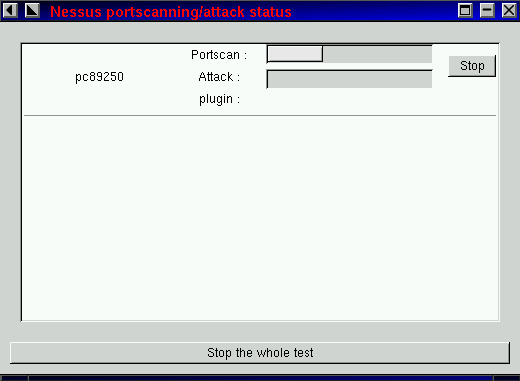 Nessus portscanning/attack status
Portscan :
Stop
pc89250
Attack :
plugin :
Stop the whole test